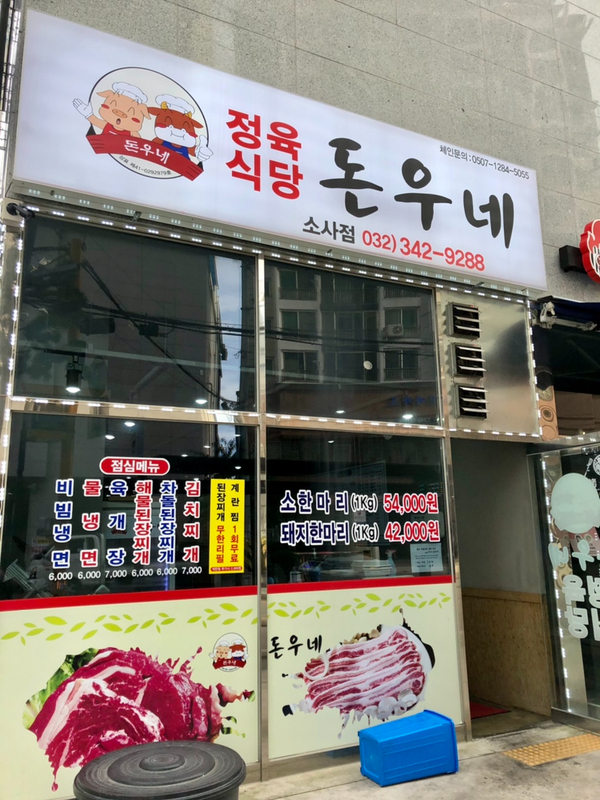 체인문의 : 0507-1284-5055
돈우네
정육
식당
돈우네
소사점 032) 342-9288
점심메뉴
비빔냉면 6,000
물냉면 6,000
육개장 7,000
해물된장찌개 6,000
차돌된장찌개 6,000
김치찌개 7,000
된장찌개 무한리필
계란찜 1회무료
소한마리(1Kg) 54,000원
돼지한마리(1Kg) 42,000원
돈우네
돈우네